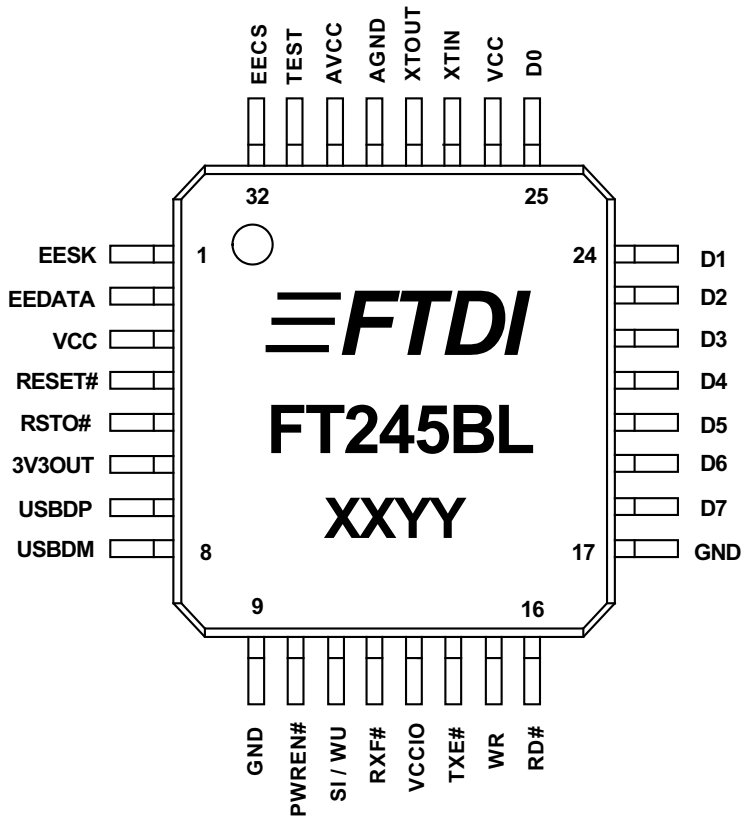 EECS
TEST
AVCC
AGND
XTOUT
XTIN
VCC
D0
32
25
EESK
1
24
D1
EEDATA
D2
VCC
D3
RESET#
D4
RSTO#
D5
3V3OUT
D6
USBDP
D7
USBDM
8
17
GND
FTDI
FT245BL
XXYY
9
16
GND
PWREN#
SI / WU
RXF#
VCCIO
TXE#
WR
RD#